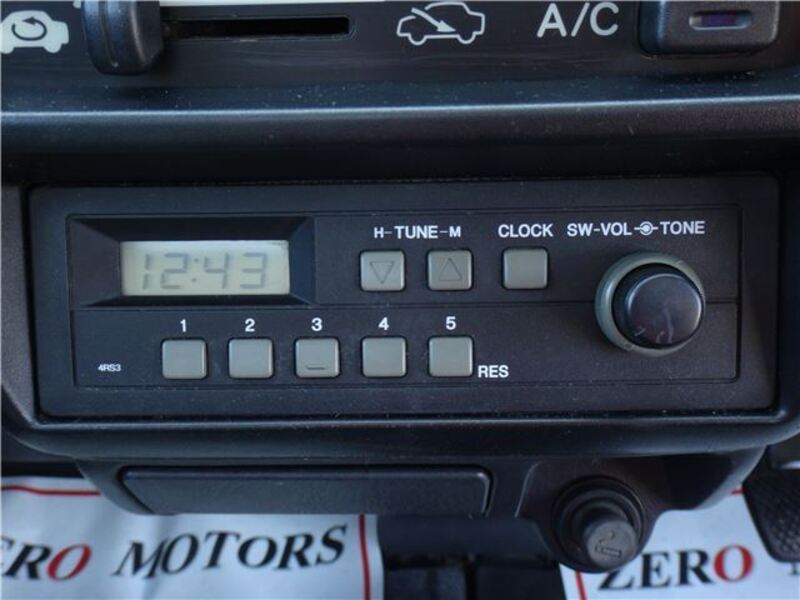 A/C
12:43
H-TUNE-M
CLOCK
SW-VOL TONE
1 2 3 4 5
4RS3
RES
ZERO MOTORS
ZERO